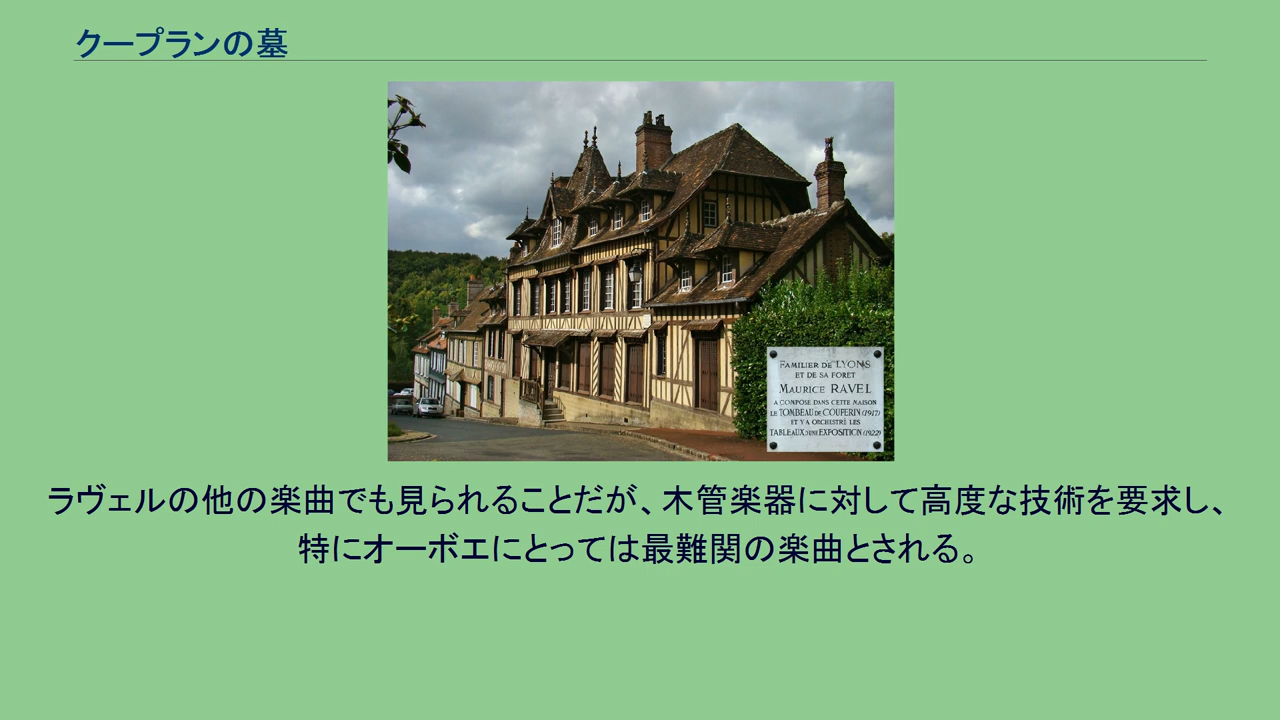 クープランの墓
FAMILIER DE LYONS
ET DE SA FORET
MAURICE RAVEL
A COMPOSÉ DANS CETTE MAISON
LE TOMBEAU DE COUPERIN (1917)
ET Y A ORCHESTRÉ LES
TABLEAUX D'UNE EXPOSITION (1922)
ラヴェルの他の楽曲でも見られることだが、木管楽器に対して高度な技術を要求し、
特にオーボエにとっては最難関の楽曲とされる。